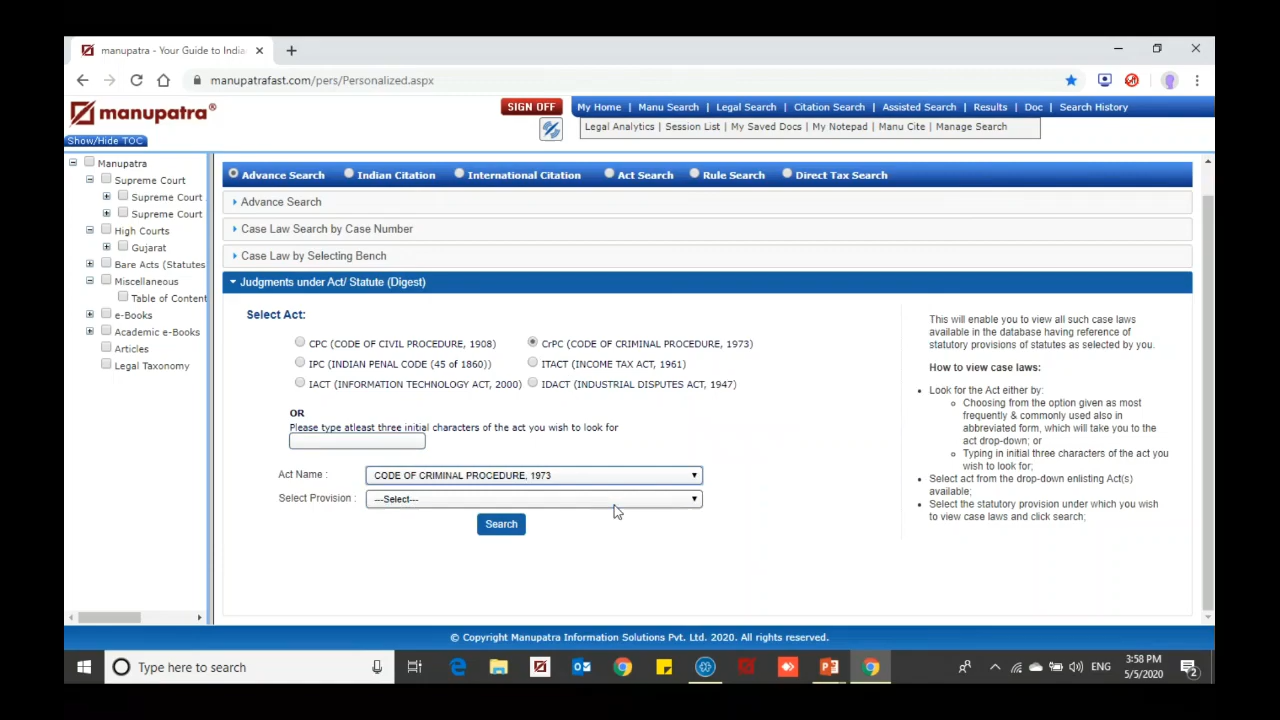 manupatra - Your Guide to India
manupatrafast.com/pers/Personalized.aspx
manupatra®
SIGN OFF
My Home | Manu Search | Legal Search | Citation Search | Assisted Search | Results | Doc | Search History
Legal Analytics | Session List | My Saved Docs | My Notepad | Manu Cite | Manage Search
Show/Hide TOC
Manupatra
Supreme Court
Supreme Court
Supreme Court
High Courts
Gujarat
Bare Acts (Statutes
Miscellaneous
Table of Content
e-Books
Academic e-Books
Articles
Legal Taxonomy
Advance Search Indian Citation International Citation Act Search Rule Search Direct Tax Search
Advance Search
Case Law Search by Case Number
Case Law by Selecting Bench
Judgments under Act/ Statute (Digest)
Select Act:
CPC (CODE OF CIVIL PROCEDURE, 1908) CrPC (CODE OF CRIMINAL PROCEDURE, 1973)
IPC (INDIAN PENAL CODE (45 of 1860)) ITACT (INCOME TAX ACT, 1961)
IACT (INFORMATION TECHNOLOGY ACT, 2000) IDACT (INDUSTRIAL DISPUTES ACT, 1947)
OR
Please type atleast three initial characters of the act you wish to look for
Act Name : CODE OF CRIMINAL PROCEDURE, 1973
Select Provision : ---Select---
Search
This will enable you to view all such case laws
available in the database having reference of
statutory provisions of statutes as selected by you.
How to view case laws:
Look for the Act either by:
Choosing from the option given as most
frequently & commonly used also in
abbreviated form, which will take you to the
act drop-down; or
Typing in initial three characters of the act you
wish to look for;
Select act from the drop-down enlisting Act(s)
available;
Select the statutory provision under which you wish
to view case laws and click search;
© Copyright Manupatra Information Solutions Pvt. Ltd. 2020. All rights reserved.
Type here to search
ENG
3:58 PM
5/5/2020
2